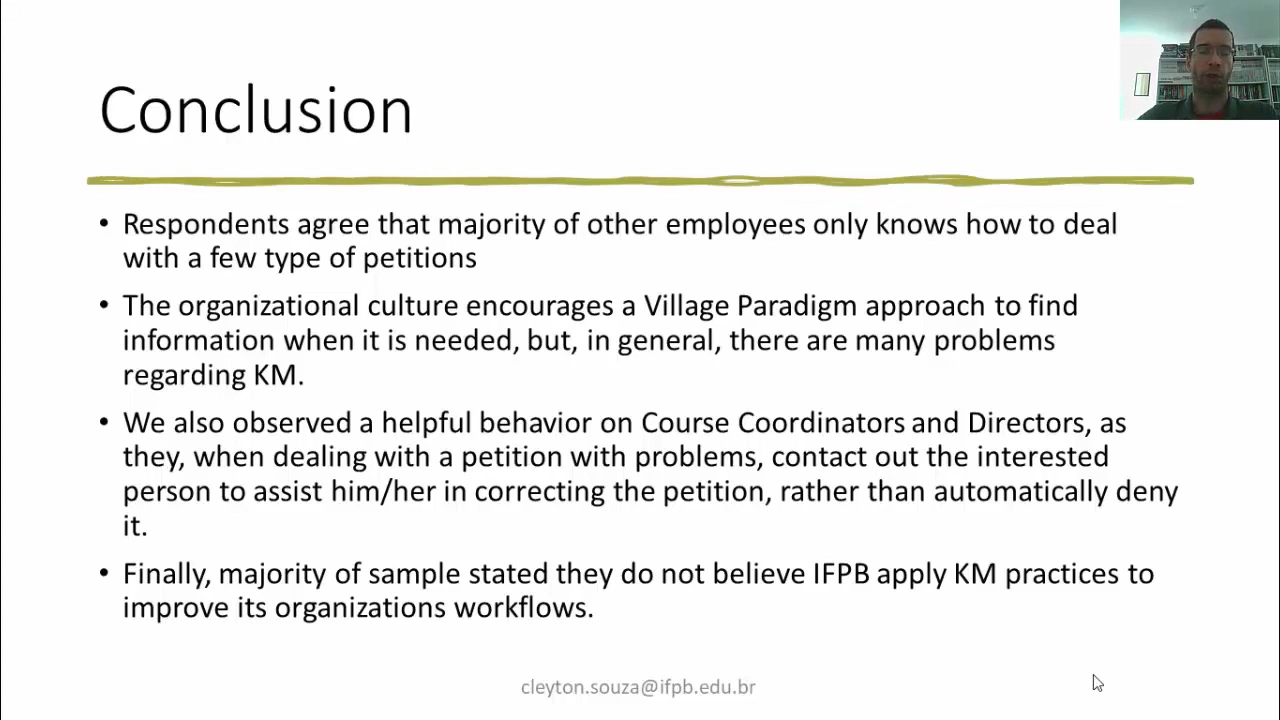 Conclusion
• Respondents agree that majority of other employees only knows how to deal
with a few type of petitions
• The organizational culture encourages a Village Paradigm approach to find
information when it is needed, but, in general, there are many problems
regarding KM.
• We also observed a helpful behavior on Course Coordinators and Directors, as
they, when dealing with a petition with problems, contact out the interested
person to assist him/her in correcting the petition, rather than automatically deny
it.
• Finally, majority of sample stated they do not believe IFPB apply KM practices to
improve its organizations workflows.
cleyton.souza@ifpb.edu.br